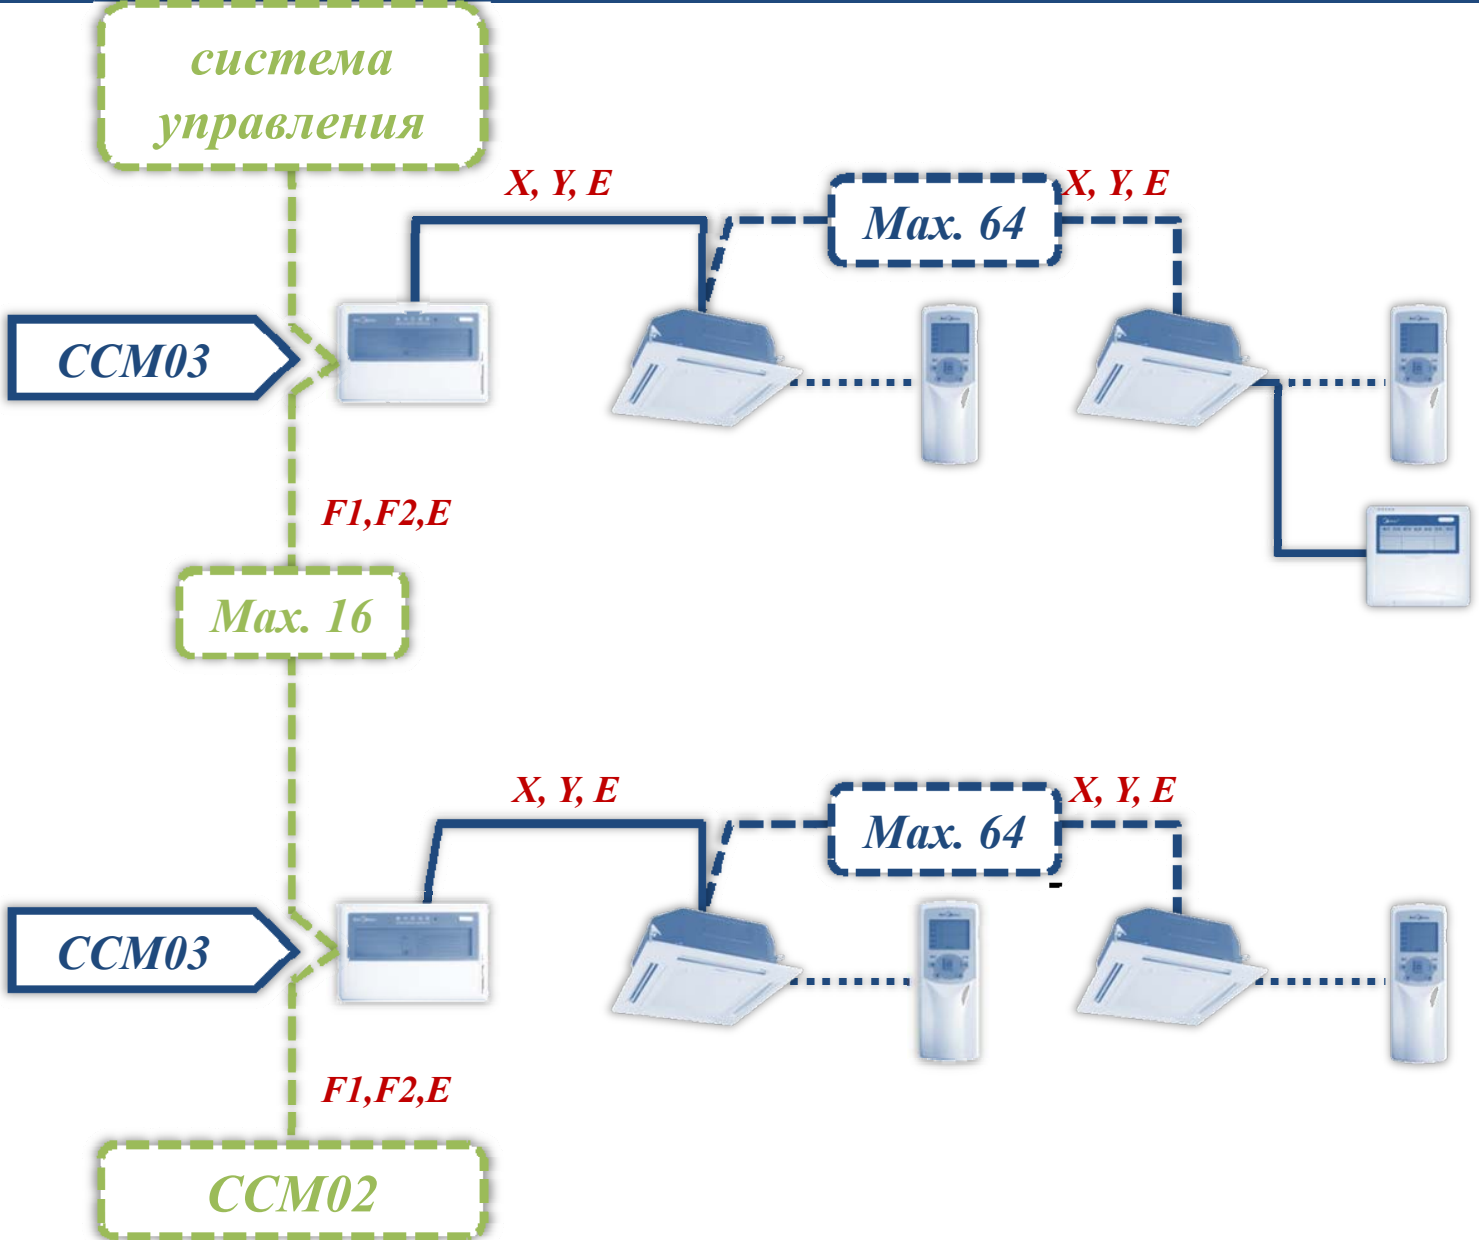 система
управления
X, Y, E
X, Y, E
Max. 64
CCM03
F1,F2,E
Max. 16
X, Y, E
X, Y, E
Max. 64
CCM03
F1,F2,E
CCM02